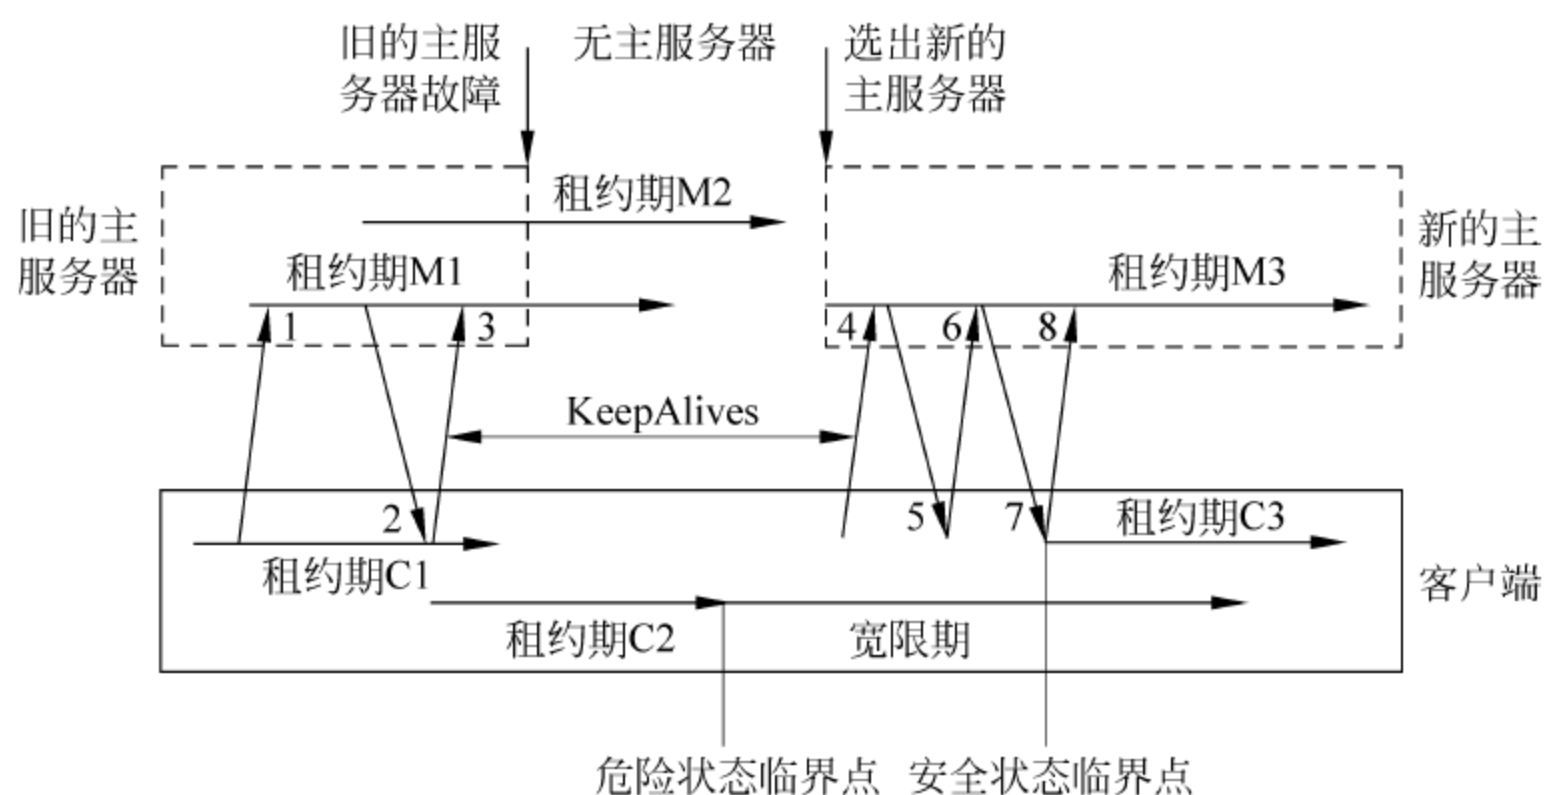 旧的主服
务器故障
无主服务器
选出新的
主服务器
旧的主
服务器
租约期M2
租约期M1
租约期M3
新的主
服务器
1
3
4
6
8
KeepAlives
2
5
7
租约期C3
租约期C1
租约期C2
宽限期
客户端
危险状态临界点
安全状态临界点